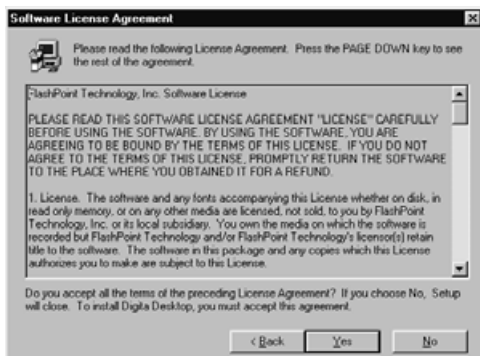 Software License Agreement
Please read the following License Agreement. Press the PAGE DOWN key to see
the rest of the agreement.
FlashPoint Technology, Inc. Software License
PLEASE READ THIS SOFTWARE LICENSE AGREEMENT "LICENSE" CAREFULLY
BEFORE USING THE SOFTWARE. BY USING THE SOFTWARE, YOU ARE
AGREEING TO BE BOUND BY THE TERMS OF THIS LICENSE. IF YOU DO NOT
AGREE TO THE TERMS OF THIS LICENSE, PROMPTLY RETURN THE SOFTWARE
TO THE PLACE WHERE YOU OBTAINED IT FOR A REFUND.
1. License. The software and any fonts accompanying this License whether on disk, in
read only memory, or on any other media are licensed, not sold, to you by FlashPoint
Technology, Inc. or its local subsidiary. You own the media on which the software is
recorded but FlashPoint Technology and/or FlashPoint Technology's licensor(s) retain
title to the software. The software in this package and any copies which this License
authorizes you to make are subject to this License.
Do you accept all the terms of the preceding License Agreement? If you choose No, Setup
will close. To install Digita Desktop, you must accept this agreement.
< Back Yes No